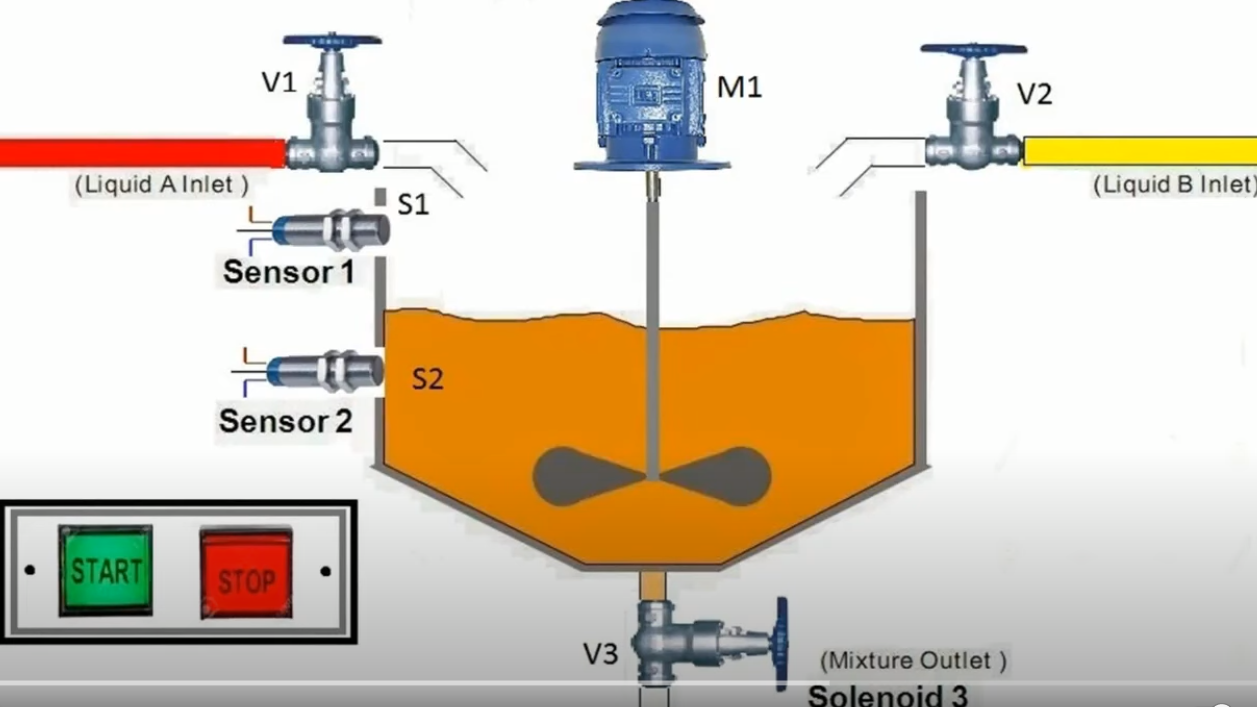 V1
M1
V2
(Liquid A Inlet )
(Liquid B Inlet)
S1
Sensor 1
S2
Sensor 2
START
STOP
V3
(Mixture Outlet )
Solenoid 3